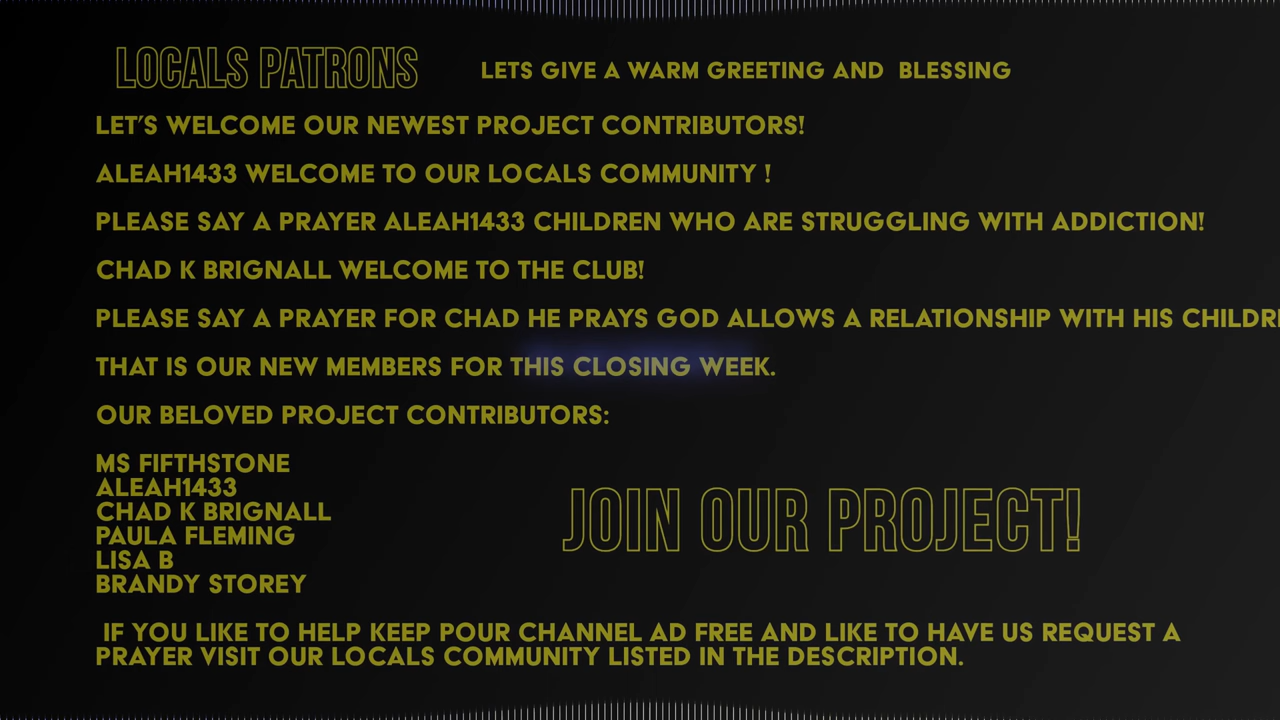 LOCALS PATRONS LETS GIVE A WARM GREETING AND BLESSING
LET'S WELCOME OUR NEWEST PROJECT CONTRIBUTORS!
ALEAH1433 WELCOME TO OUR LOCALS COMMUNITY !
PLEASE SAY A PRAYER ALEAH1433 CHILDREN WHO ARE STRUGGLING WITH ADDICTION!
CHAD K BRIGNALL WELCOME TO THE CLUB!
PLEASE SAY A PRAYER FOR CHAD HE PRAYS GOD ALLOWS A RELATIONSHIP WITH HIS
THAT IS OUR NEW MEMBERS FOR THIS CLOSING WEEK.
OUR BELOVED PROJECT CONTRIBUTORS:
MS FIFTHSTONE
ALEAH1433
CHAD K BRIGNALL
PAULA FLEMING
LISA B
BRANDY STOREY
JOIN OUR PROJECT!
IF YOU LIKE TO HELP KEEP POUR CHANNEL AD FREE AND LIKE TO HAVE US REQUEST A
PRAYER VISIT OUR LOCALS COMMUNITY LISTED IN THE DESCRIPTION.